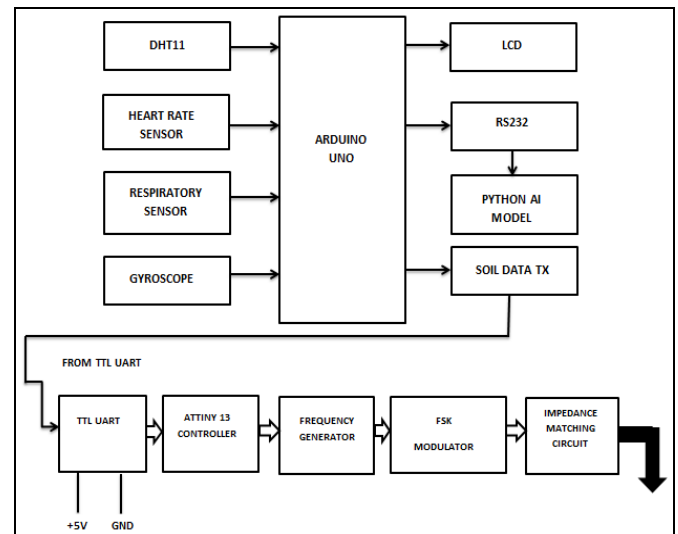 DHT11
LCD
HEART RATE
SENSOR
RS232
ARDUINO
UNO
RESPIRATORY
SENSOR
PYTHON AI
MODEL
GYROSCOPE
SOIL DATA TX
FROM TTL UART
TTL UART
ATTINY 13
CONTROLLER
FREQUENCY
GENERATOR
FSK
MODULATOR
IMPEDANCE
MATCHING
CIRCUIT
+5V
GND